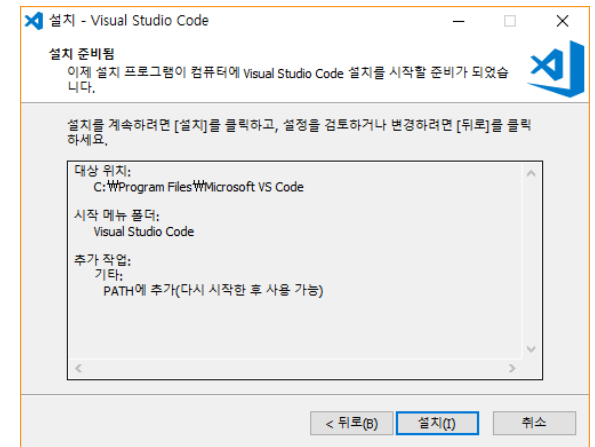 설치 - Visual Studio Code
설치 준비됨
이제 설치 프로그램이 컴퓨터에 Visual Studio Code 설치를 시작할 준비가 되었습
니다.
설치를 계속하려면 [설치]를 클릭하고, 설정을 검토하거나 변경하려면 [뒤로]를 클릭
하세요.
대상 위치:
C:₩Program Files₩Microsoft VS Code
시작 메뉴 폴더:
Visual Studio Code
추가 작업:
기타:
PATH에 추가(다시 시작한 후 사용 가능)
< 뒤로(B)
설치(I)
취소